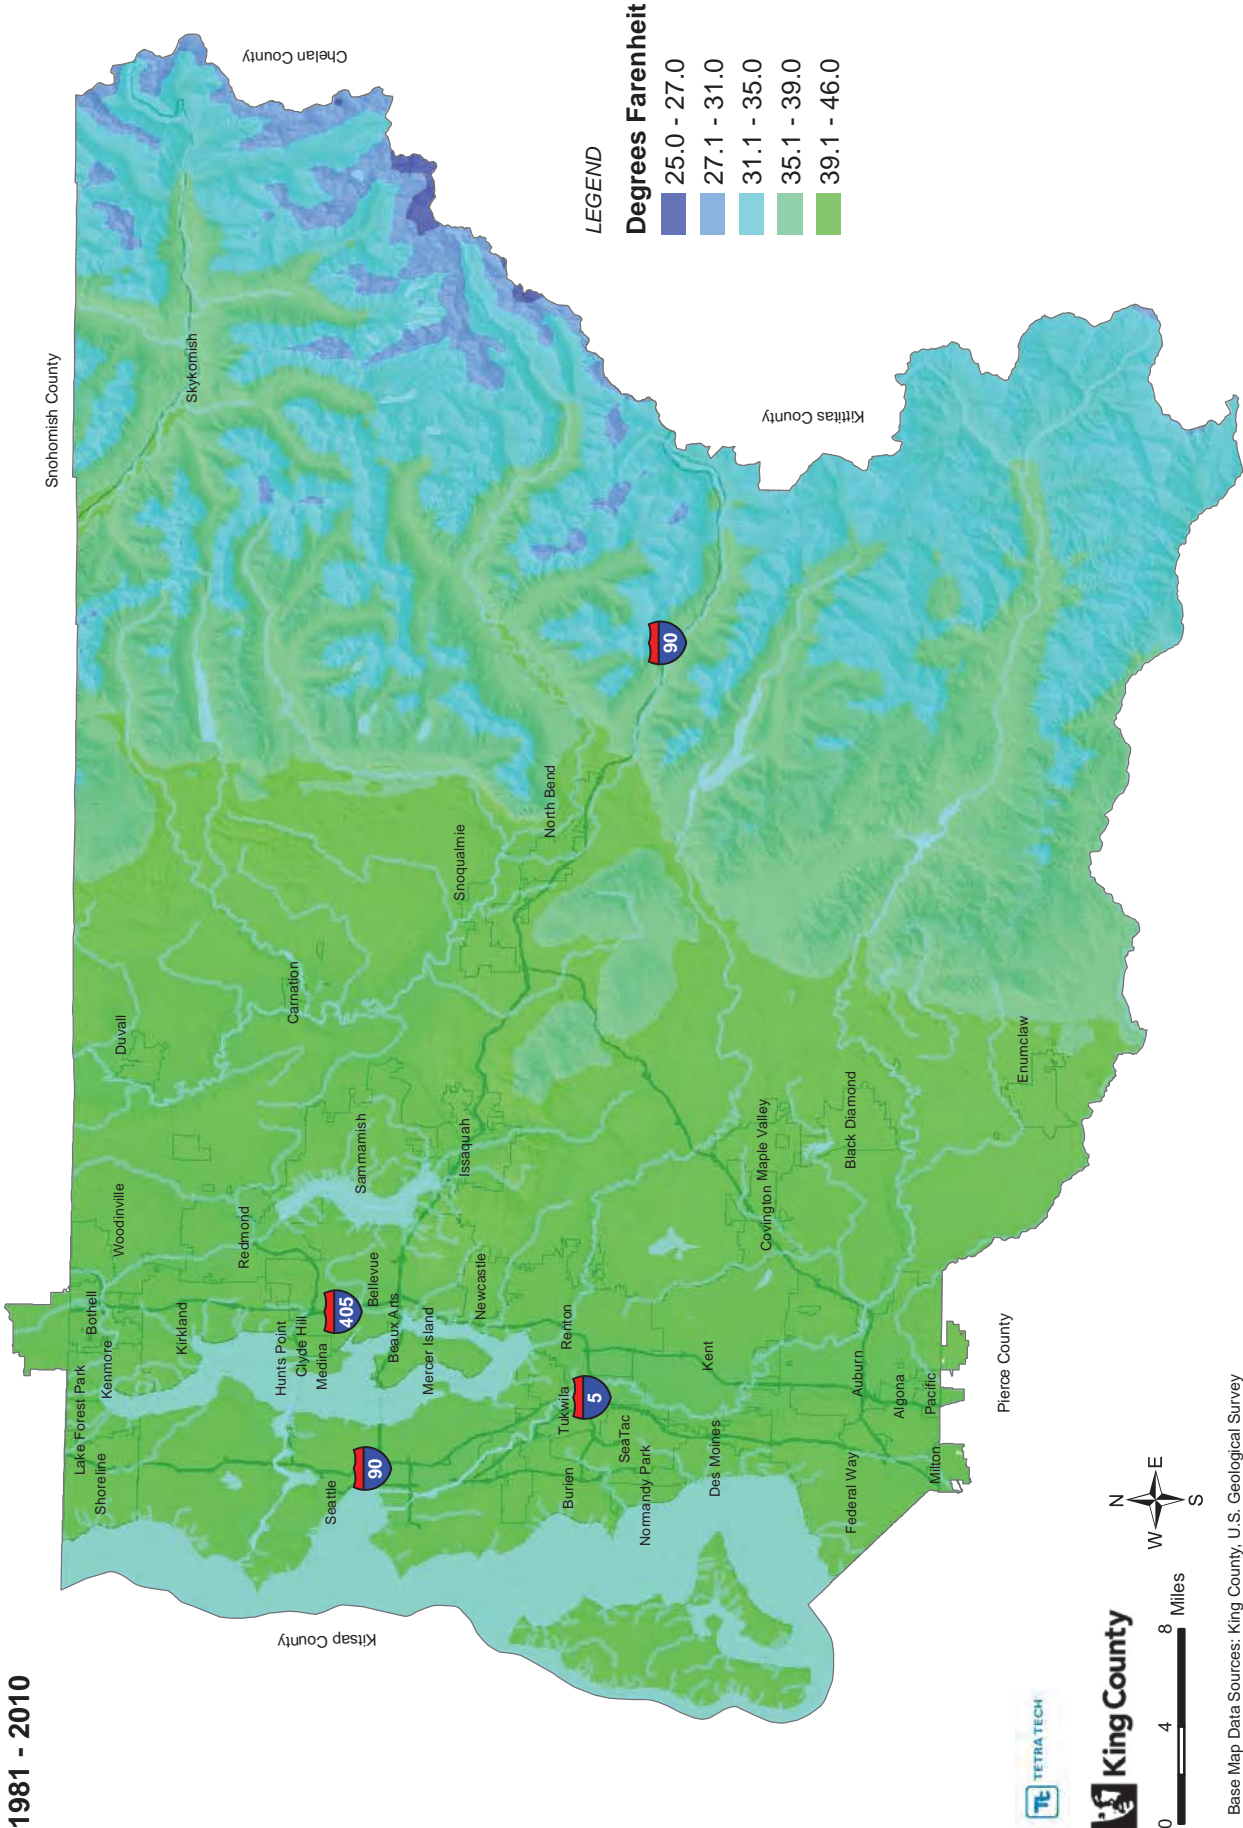 1981 - 2010
Snohomish County
Chelan County
Kittitas County
Pierce County
Kitsap County
Skykomish
Duvall
Carnation
Snoqualmie
North Bend
Woodinville
Redmond
Sammamish
Issaquah
Bothell
Kenmore
Lake Forest Park
Shoreline
Kirkland
Hunts Point
Clyde Hill
Medina
Bellevue
Beaux Arts
Mercer Island
Newcastle
Seattle
Renton
Tukwila
SeaTac
Burien
Normandy Park
Des Moines
Kent
Covington
Maple Valley
Black Diamond
Enumclaw
Auburn
Algona
Pacific
Milton
Federal Way
405
90
90
5
LEGEND
Degrees Farenheit
25.0 - 27.0
27.1 - 31.0
31.1 - 35.0
35.1 - 39.0
39.1 - 46.0
Tt TETRA TECH
King County
N
W
E
S
0 4 8
Miles
Base Map Data Sources: King County, U.S. Geological Survey